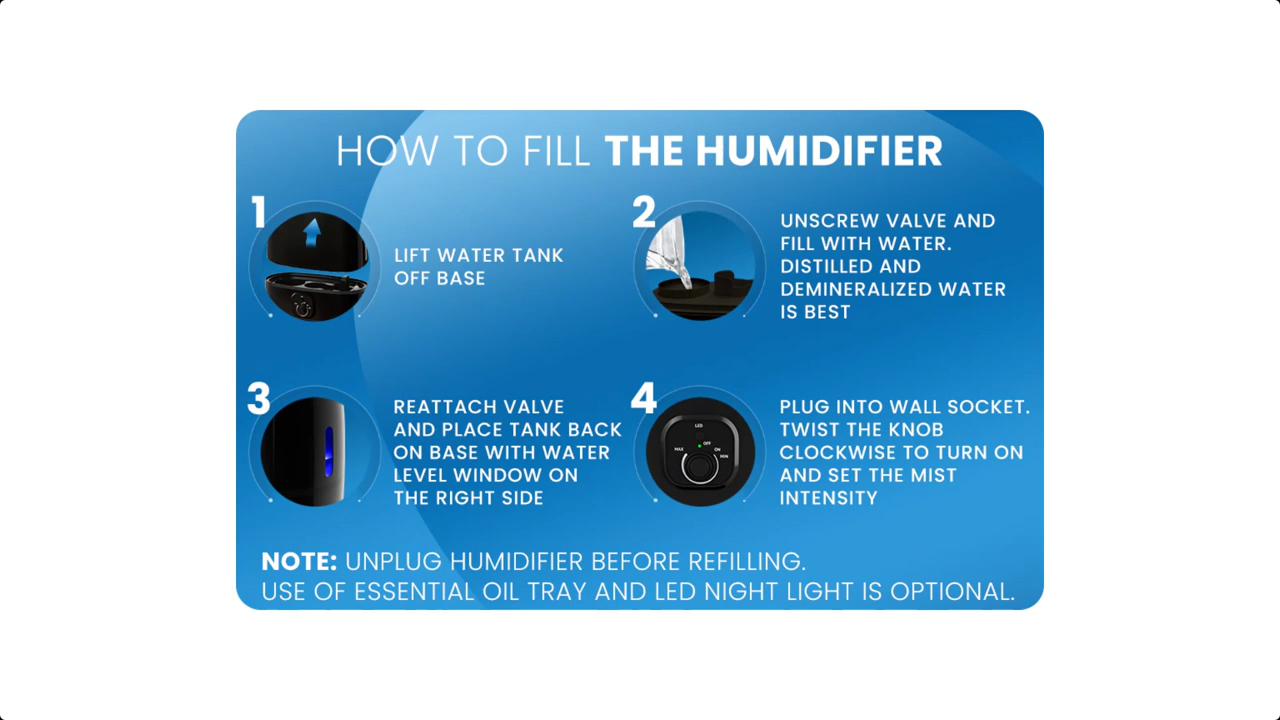 HOW TO FILL THE HUMIDIFIER
1
LIFT WATER TANK
OFF BASE
2
UNSCREW VALVE AND
FILL WITH WATER.
DISTILLED AND
DEMINERALIZED WATER
IS BEST
3
REATTACH VALVE
AND PLACE TANK BACK
ON BASE WITH WATER
LEVEL WINDOW ON
THE RIGHT SIDE
4
LED
OFF
MAX
ON
MIN
PLUG INTO WALL SOCKET.
TWIST THE KNOB
CLOCKWISE TO TURN ON
AND SET THE MIST
INTENSITY
NOTE: UNPLUG HUMIDIFIER BEFORE REFILLING.
USE OF ESSENTIAL OIL TRAY AND LED NIGHT LIGHT IS OPTIONAL.